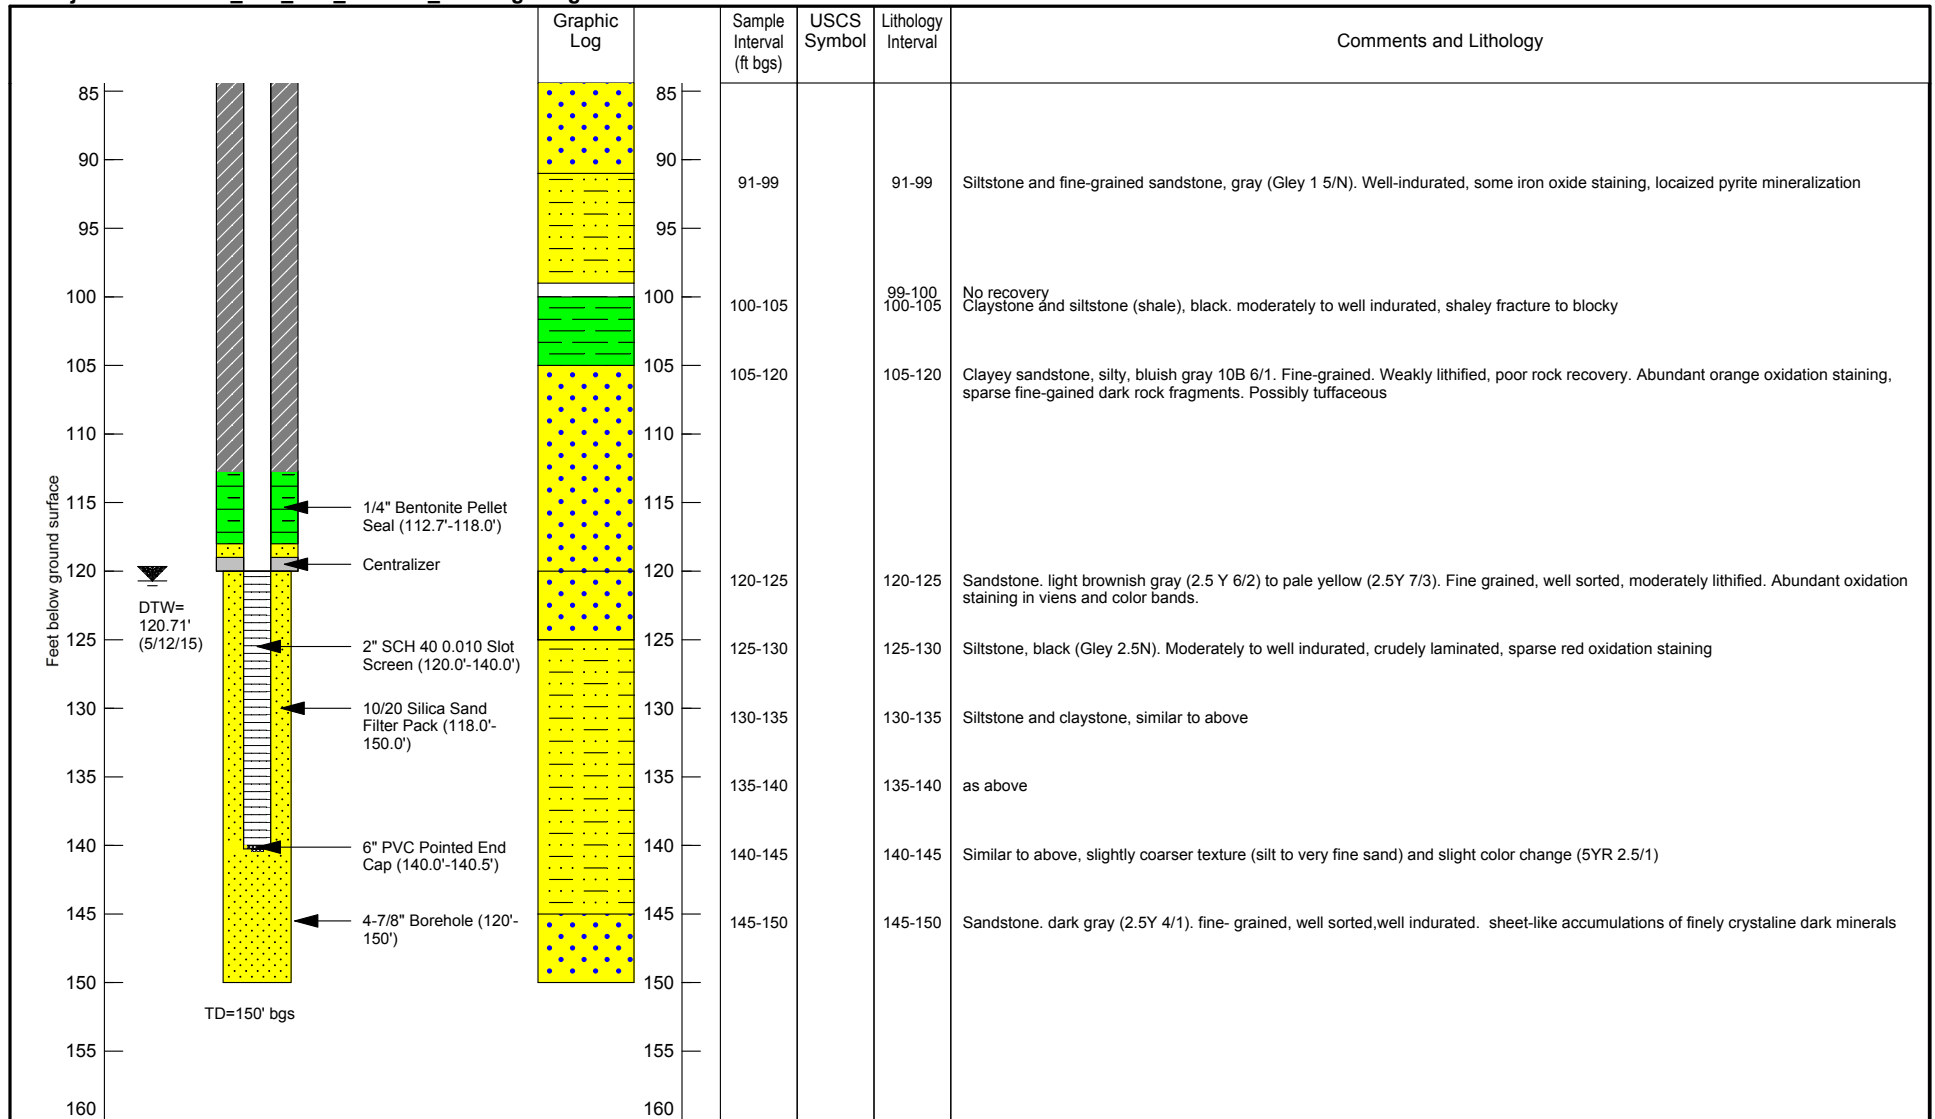 Graphic
Log
Sample
Interval
(ft bgs)
USCS
Symbol
Lithology
Interval
Comments and Lithology
85
90
95
100
105
110
115
120
125
130
135
140
145
150
155
160
Feet below ground surface
DTW=
120.71'
(5/12/15)
1/4" Bentonite Pellet
Seal (112.7'-118.0')
Centralizer
2" SCH 40 0.010 Slot
Screen (120.0'-140.0')
10/20 Silica Sand
Filter Pack (118.0'-
150.0')
6" PVC Pointed End
Cap (140.0'-140.5')
4-7/8" Borehole (120'-
150')
TD=150' bgs
85
90
95
100
105
110
115
120
125
130
135
140
145
150
155
160
91-99 91-99 Siltstone and fine-grained sandstone, gray (Gley 1 5/N). Well-indurated, some iron oxide staining, locaized pyrite mineralization
99-100 No recovery
100-105 100-105 Claystone and siltstone (shale), black. moderately to well indurated, shaley fracture to blocky
105-120 105-120 Clayey sandstone, silty, bluish gray 10B 6/1. Fine-grained. Weakly lithified, poor rock recovery. Abundant orange oxidation staining,
sparse fine-gained dark rock fragments. Possibly tuffaceous
120-125 120-125 Sandstone. light brownish gray (2.5 Y 6/2) to pale yellow (2.5Y 7/3). Fine grained, well sorted, moderately lithified. Abundant oxidation
staining in viens and color bands.
125-130 125-130 Siltstone, black (Gley 2.5N). Moderately to well indurated, crudely laminated, sparse red oxidation staining
130-135 130-135 Siltstone and claystone, similar to above
135-140 135-140 as above
140-145 140-145 Similar to above, slightly coarser texture (silt to very fine sand) and slight color change (5YR 2.5/1)
145-150 145-150 Sandstone. dark gray (2.5Y 4/1). fine- grained, well sorted,well indurated. sheet-like accumulations of finely crystaline dark minerals